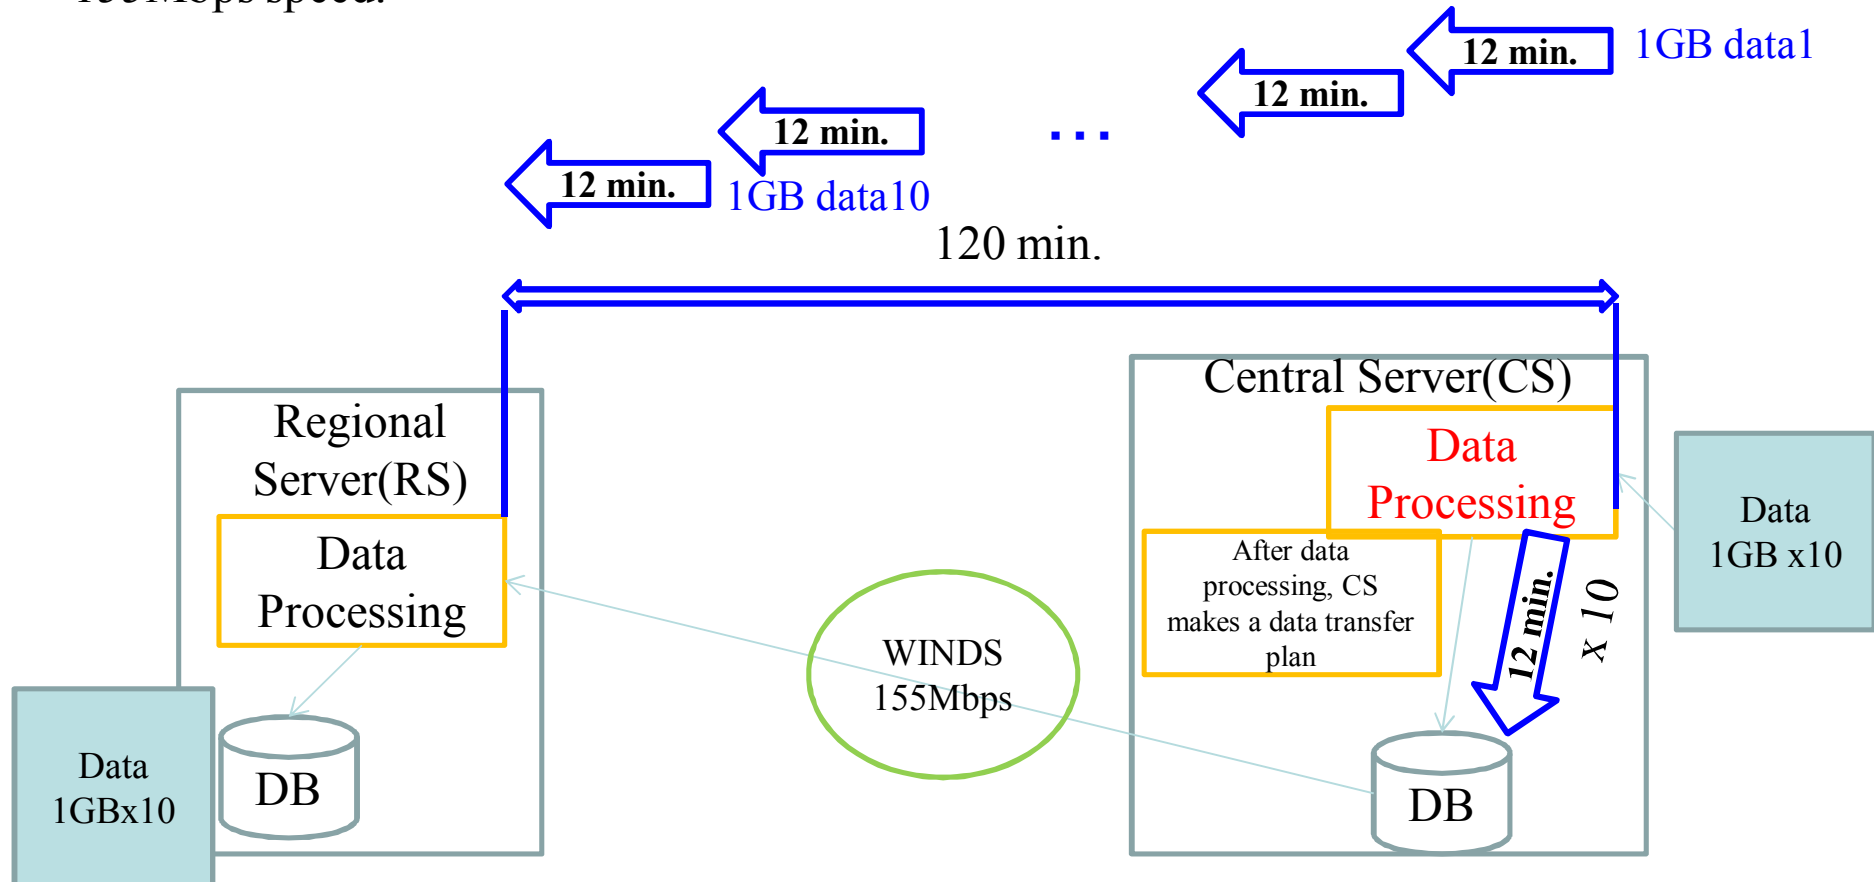 155Mbps speed.
12 min.
1GB data1
12 min.
12 min.
...
12 min.
1GB data10
120 min.
Central Server(CS)
Regional
Server(RS)
Data
Processing
Data
Processing
After data
processing, CS
makes a data transfer
plan
12 min.
x 10
Data
1GB x10
WINDS
155Mbps
DB
DB
Data
1GBx10